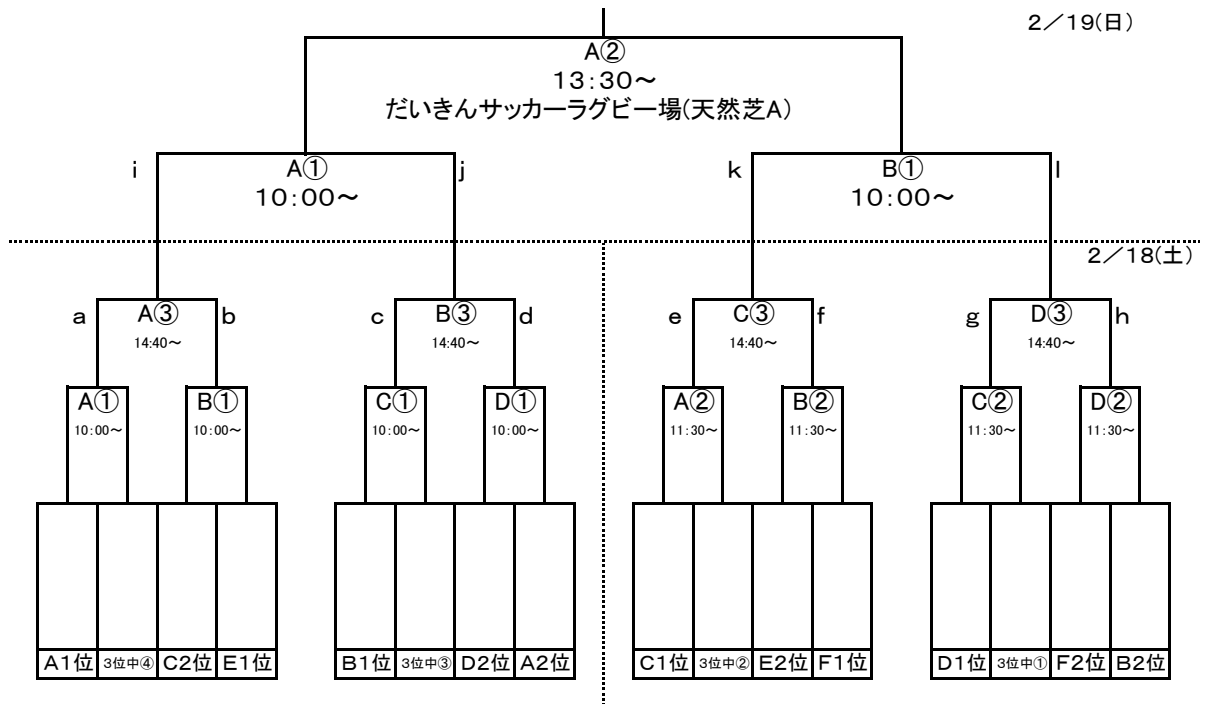 2／19(日)
A②
13:30～
だいきんサッカーラグビー場(天然芝A)
i A① j k B① l
10:00～ 10:00～
2／18(土)
a A③ b c B③ d e C③ f g D③ h
14:40～ 14:40～ 14:40～ 14:40～
A① B① C① D① A② B② C② D②
10:00～ 10:00～ 10:00～ 10:00～ 11:30～ 11:30～ 11:30～ 11:30～
A1位 3位中④ C2位 E1位 B1位 3位中③ D2位 A2位 C1位 3位中② E2位 F1位 D1位 3位中① F2位 B2位